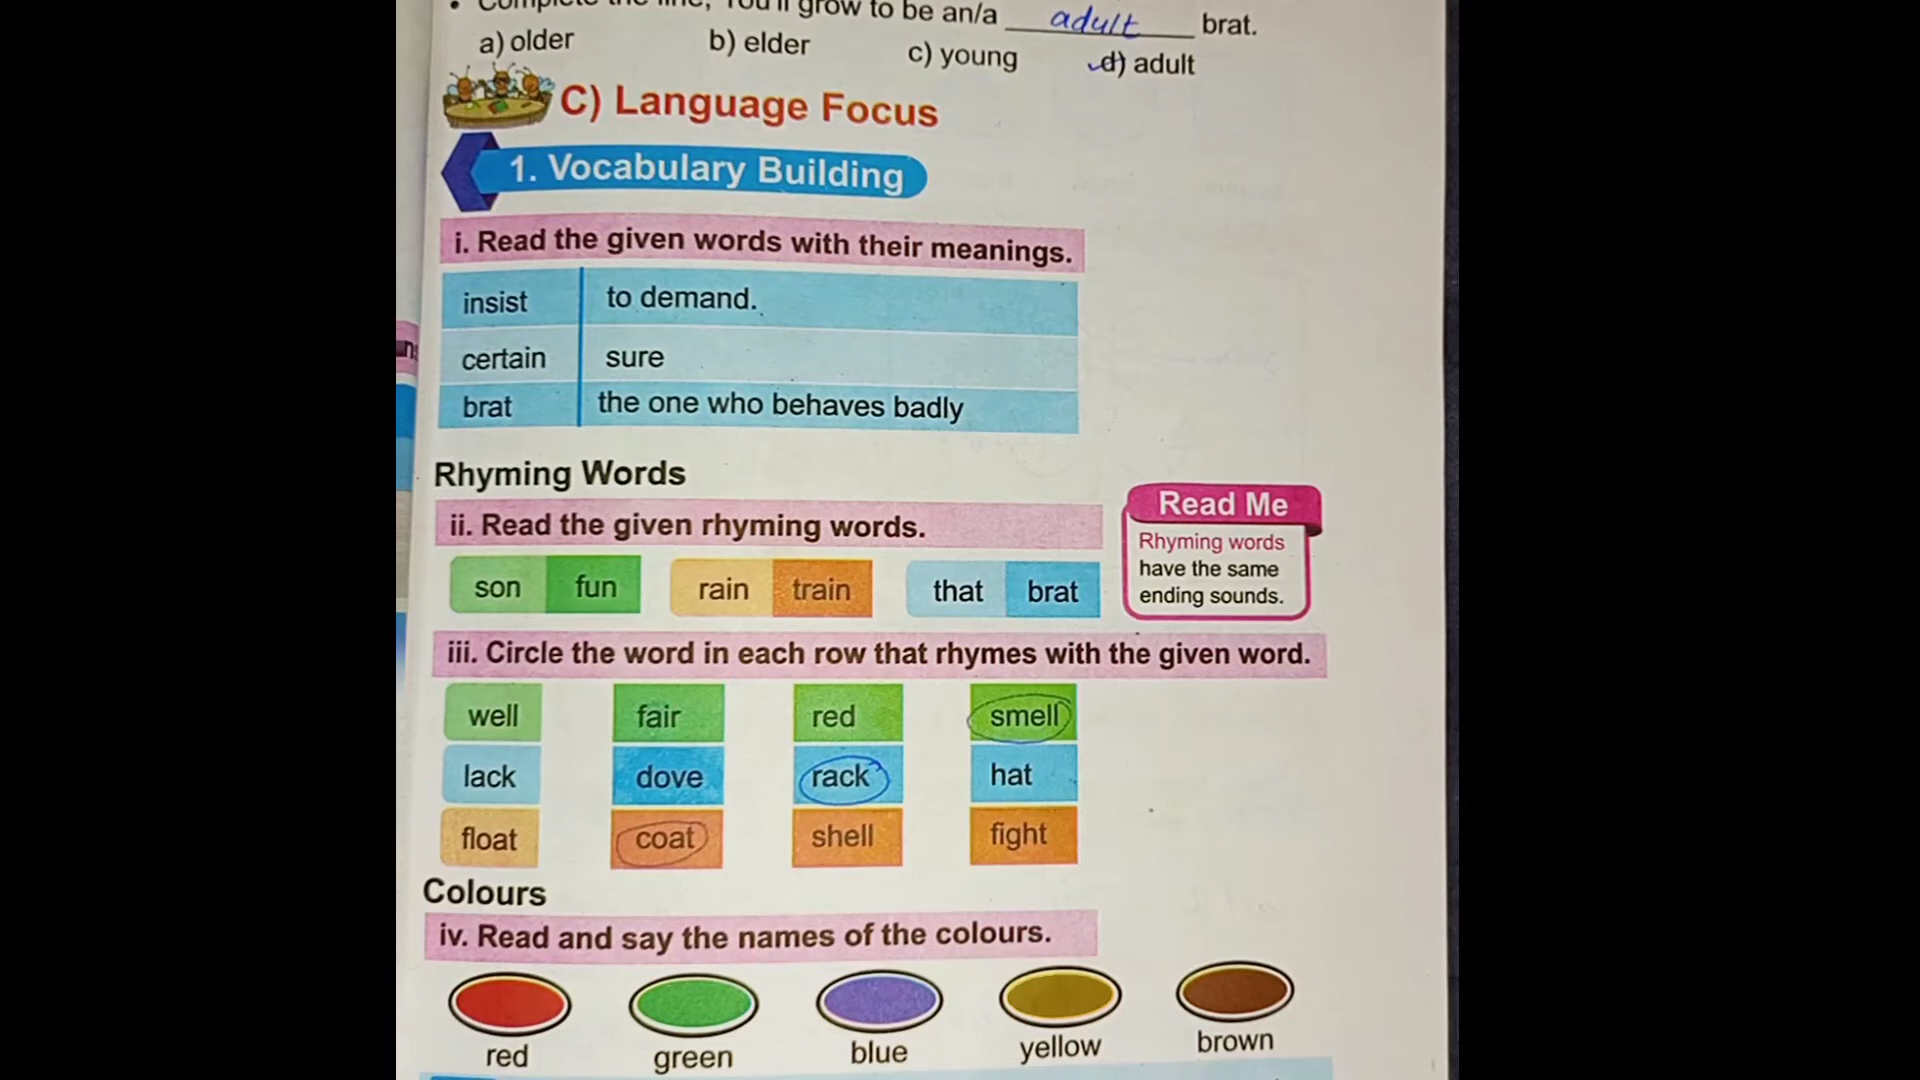 Complete the line, You'll grow to be an/a adult brat.
a) older b) elder c) young d) adult
C) Language Focus
1. Vocabulary Building
i. Read the given words with their meanings.
insist to demand.
certain sure
brat the one who behaves badly
Rhyming Words
ii. Read the given rhyming words.
son fun rain train that brat
Read Me
Rhyming words
have the same
ending sounds.
iii. Circle the word in each row that rhymes with the given word.
well fair red smell
lack dove rack hat
float coat shell fight
Colours
iv. Read and say the names of the colours.
red green blue yellow brown